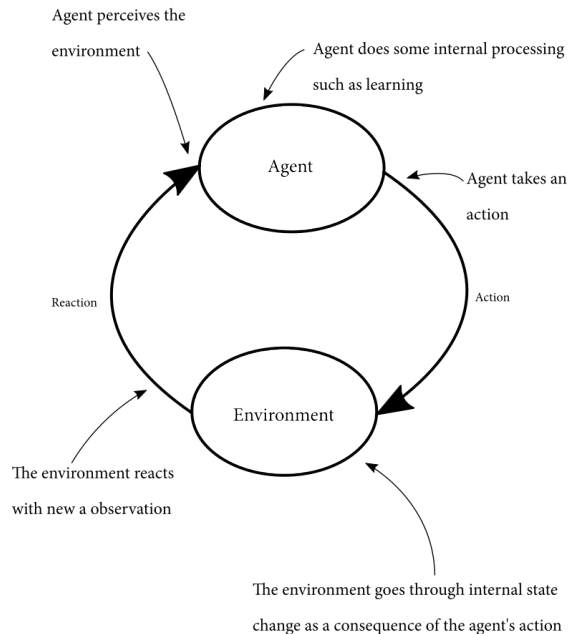 Agent perceives the
environment
Agent does some internal processing
such as learning
Agent
Agent takes an
action
Reaction
Action
Environment
The environment reacts
with new a observation
The environment goes through internal state
change as a consequence of the agent's action